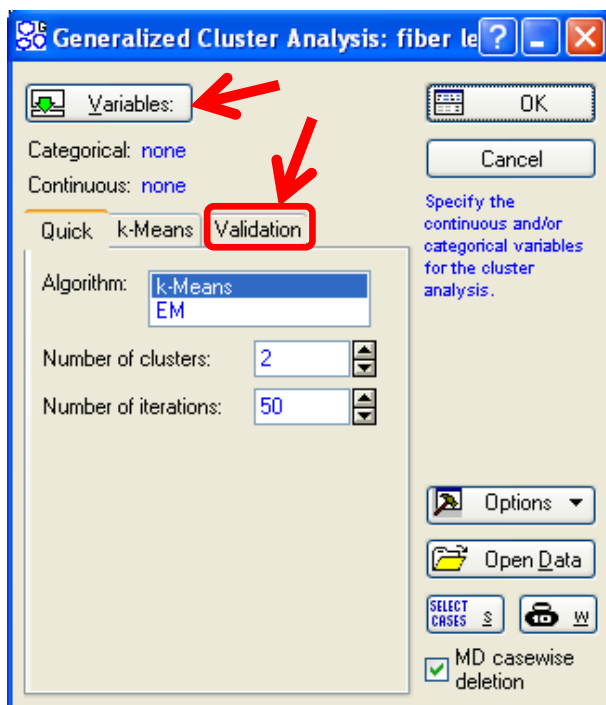 Generalized Cluster Analysis: fiber le
Variables:
OK
Categorical: none
Cancel
Continuous: none
Specify the
continuous and/or
categorical variables
for the cluster
analysis.
Quick k-Means Validation
Algorithm: k-Means
EM
Number of clusters: 2
Number of iterations: 50
Options
Open Data
SELECT
CASES S
W
MD casewise
deletion